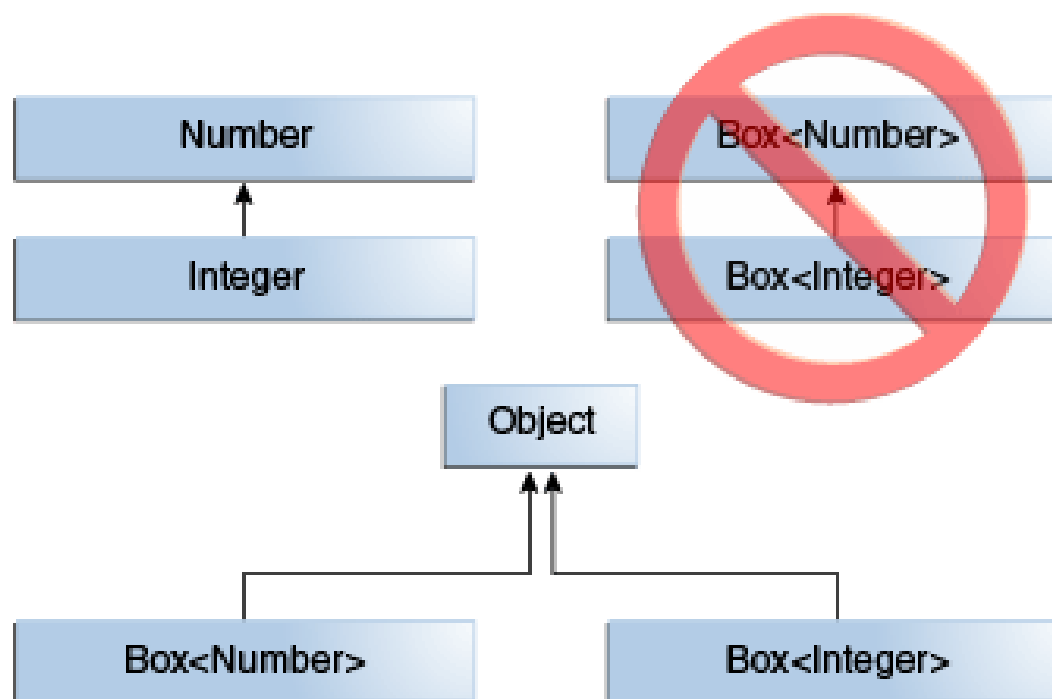 Number
Box<Number>
Integer
Box<Integer>
Object
Box<Number>
Box<Integer>